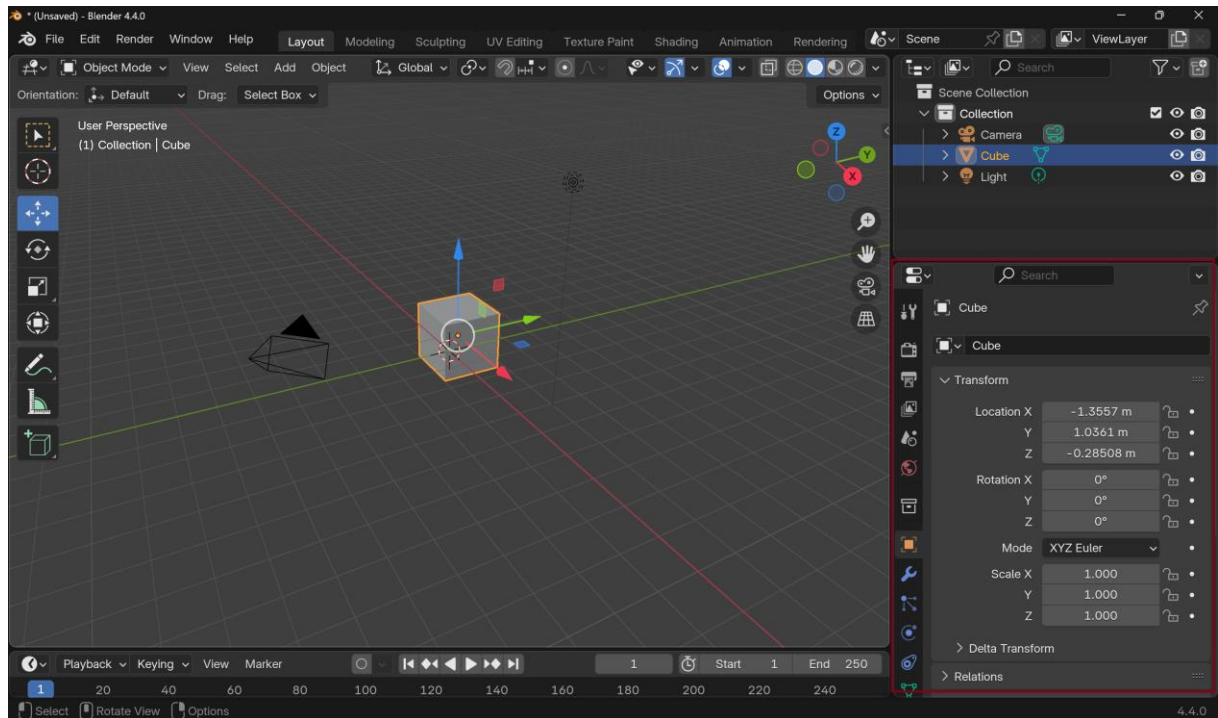 * (Unsaved) - Blender 4.4.0
File Edit Render Window Help Layout Modeling Sculpting UV Editing Texture Paint Shading Animation Rendering Scene ViewLayer
Object Mode View Select Add Object Global Search
Orientation: Default Drag: Select Box Options
Scene Collection
Collection
Camera
Cube
Light
User Perspective
(1) Collection | Cube
Z
Y
X
Search
Cube
Cube
Transform
Location X -1.3557 m
Y 1.0361 m
Z -0.28508 m
Rotation X 0°
Y 0°
Z 0°
Mode XYZ Euler
Scale X 1.000
Y 1.000
Z 1.000
Delta Transform
Relations
Playback Keying View Marker 1 Start 1 End 250
1 20 40 60 80 100 120 140 160 180 200 220 240
Select Rotate View Options 4.4.0